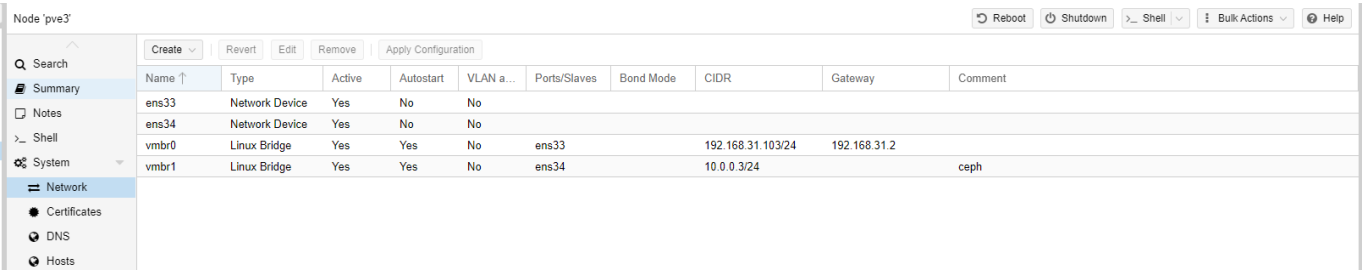 Node 'pve3' Reboot Shutdown >_ Shell Bulk Actions Help
Create Revert Edit Remove Apply Configuration
Search
Summary
Notes
>_ Shell
System
Network
Certificates
DNS
Hosts
Name Type Active Autostart VLAN a... Ports/Slaves Bond Mode CIDR Gateway Comment
ens33 Network Device Yes No No
ens34 Network Device Yes No No
vmbr0 Linux Bridge Yes Yes No ens33 192.168.31.103/24 192.168.31.2
vmbr1 Linux Bridge Yes Yes No ens34 10.0.0.3/24 ceph